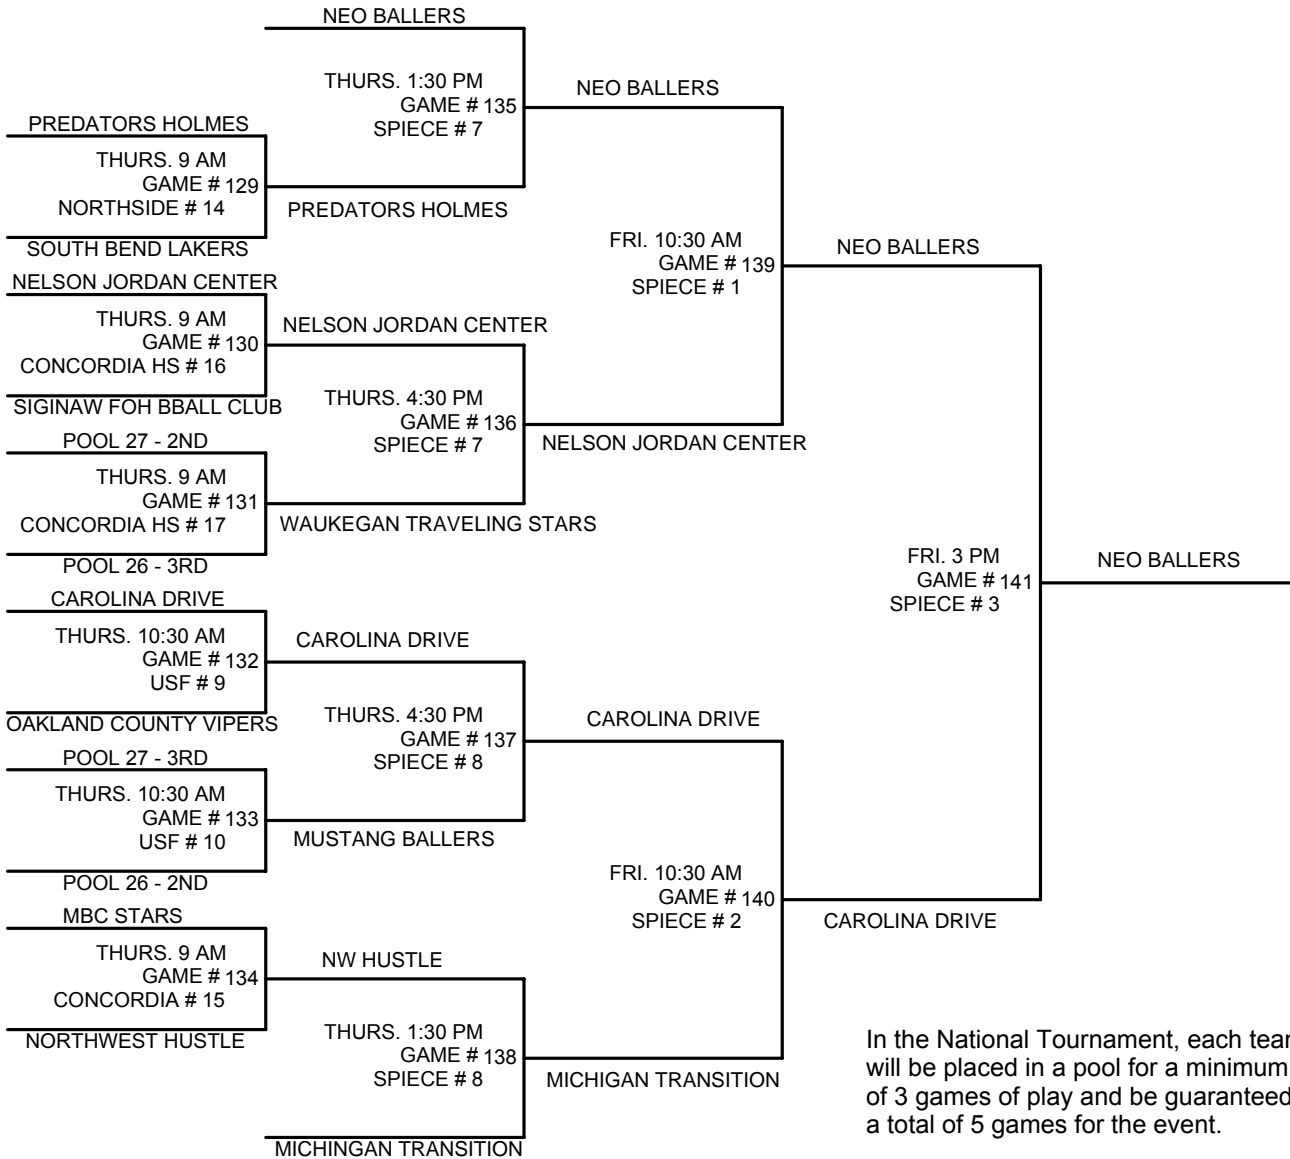 NEO BALLERS
THURS. 1:30 PM
GAME # 135
SPIECE # 7
NEO BALLERS
PREDATORS HOLMES
THURS. 9 AM
GAME # 129
NORTHSIDE # 14
PREDATORS HOLMES
SOUTH BEND LAKERS
FRI. 10:30 AM
GAME # 139
SPIECE # 1
NEO BALLERS
NELSON JORDAN CENTER
THURS. 9 AM
GAME # 130
CONCORDIA HS # 16
NELSON JORDAN CENTER
SIGINAW FOH BBALL CLUB
THURS. 4:30 PM
GAME # 136
SPIECE # 7
NELSON JORDAN CENTER
POOL 27 - 2ND
THURS. 9 AM
GAME # 131
CONCORDIA HS # 17
WAUKEGAN TRAVELING STARS
POOL 26 - 3RD
FRI. 3 PM
GAME # 141
SPIECE # 3
NEO BALLERS
CAROLINA DRIVE
THURS. 10:30 AM
GAME # 132
USF # 9
CAROLINA DRIVE
OAKLAND COUNTY VIPERS
THURS. 4:30 PM
GAME # 137
SPIECE # 8
CAROLINA DRIVE
POOL 27 - 3RD
THURS. 10:30 AM
GAME # 133
USF # 10
MUSTANG BALLERS
POOL 26 - 2ND
FRI. 10:30 AM
GAME # 140
SPIECE # 2
CAROLINA DRIVE
MBC STARS
THURS. 9 AM
GAME # 134
CONCORDIA # 15
NW HUSTLE
NORTHWEST HUSTLE
THURS. 1:30 PM
GAME # 138
SPIECE # 8
MICHIGAN TRANSITION
MICHINGAN TRANSITION
In the National Tournament, each team
will be placed in a pool for a minimum
of 3 games of play and be guaranteed
a total of 5 games for the event.